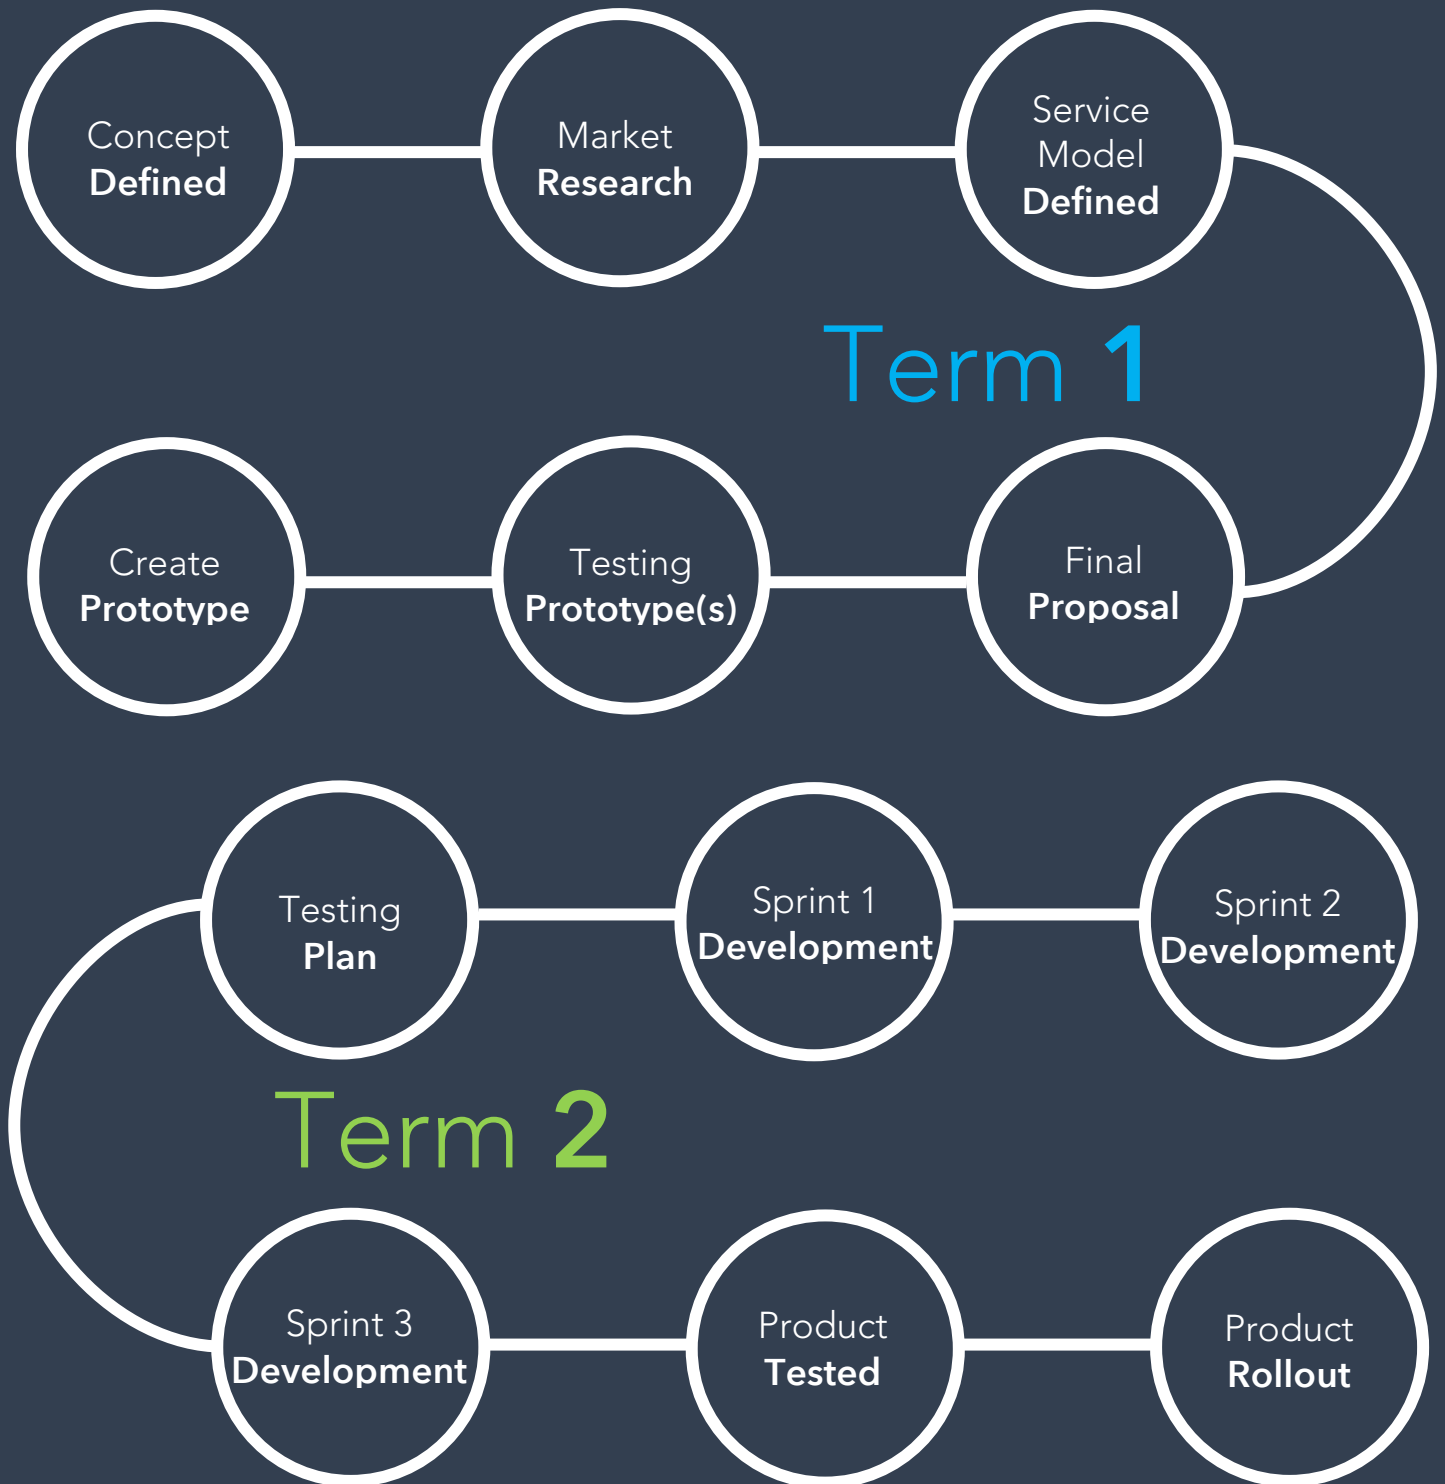 Concept
Defined
Market
Research
Service
Model
Defined
Term 1
Create
Prototype
Testing
Prototype(s)
Final
Proposal
Testing
Plan
Sprint 1
Development
Sprint 2
Development
Term 2
Sprint 3
Development
Product
Tested
Product
Rollout